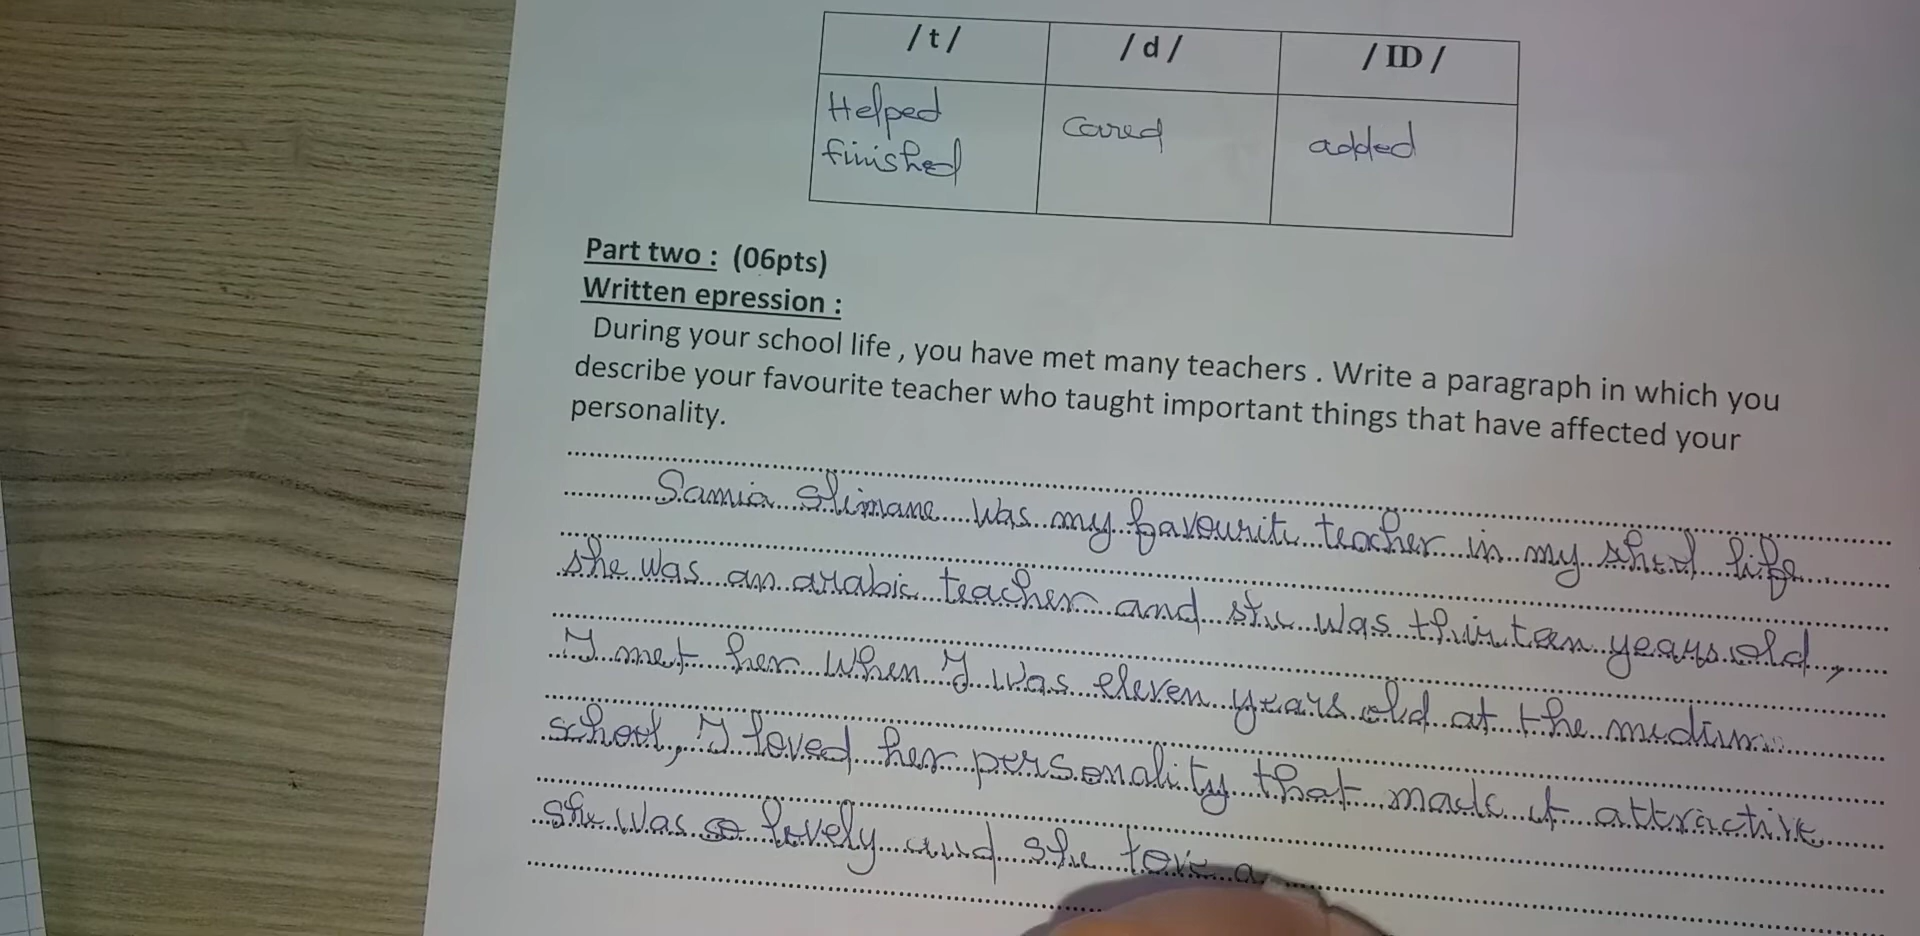 / t /
/ d /
/ ID /
Helped
finished
cared
added
Part two : (06pts)
Written epression :
During your school life , you have met many teachers . Write a paragraph in which you
describe your favourite teacher who taught important things that have affected your
personality.
Samia Slimane was my favourite teacher in my life
she was an arabic teacher and she was years old ,
I met her when I was eleven years old at the
school, I loved her personality that made it attractive
she was so lovely and she